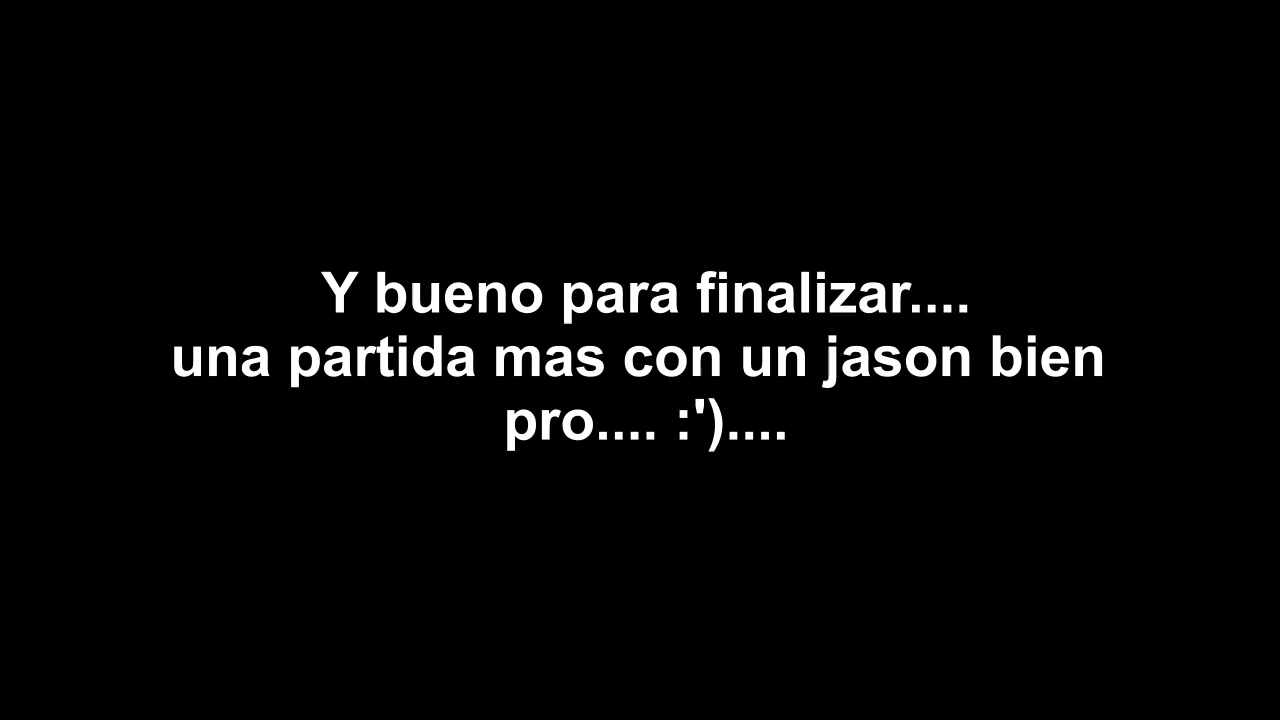 Y bueno para finalizar....
una partida mas con un jason bien
pro.... :')....